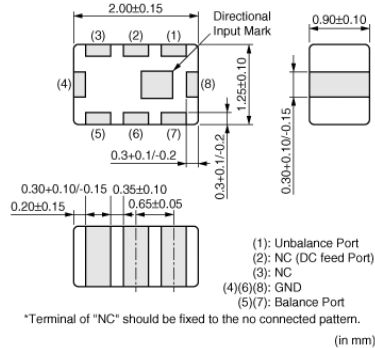 2.00±0.15
Directional
Input Mark
0.90±0.10
(3)
(2)
(1)
(4)
(8)
1.25±0.10
0.30+0.10/-0.15
(5)
(6)
(7)
0.3+0.1/-0.2
0.3+0.1/-0.2
0.30+0.10/-0.15
0.35±0.10
0.20±0.15
0.65±0.05
(1): Unbalance Port
(2): NC (DC feed Port)
(3): NC
(4)(6)(8): GND
(5)(7): Balance Port
*Terminal of "NC" should be fixed to the no connected pattern.
(in mm)